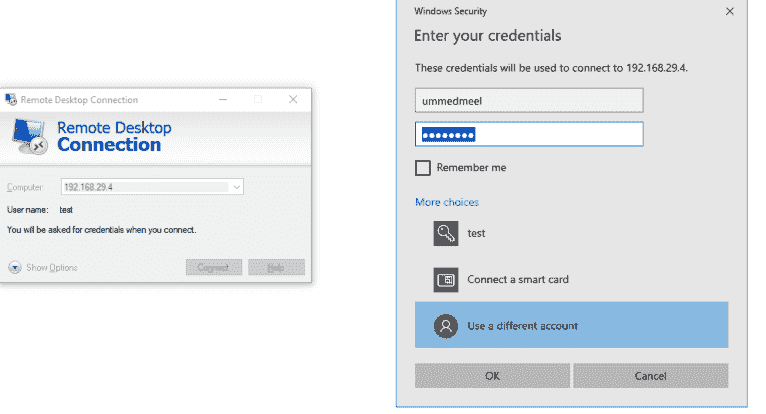 Remote Desktop Connection
Remote Desktop
Connection
Computer: 192.168.29.4
User name: test
You will be asked for credentials when you connect.
Show Options
Connect
Help
Windows Security
Enter your credentials
These credentials will be used to connect to 192.168.29.4.
ummedmeel
••••••••
Remember me
More choices
test
Connect a smart card
Use a different account
OK
Cancel